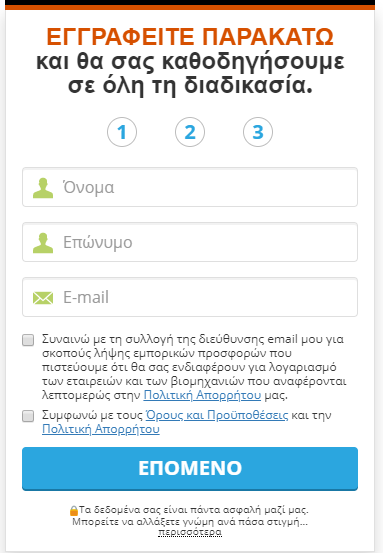 ΕΓΓΡΑΦΕΙΤΕ ΠΑΡΑΚΑΤΩ
και θα σας καθοδηγήσουμε
σε όλη τη διαδικασία.
1 2 3
Όνομα
Επώνυμο
E-mail
Συναινώ με τη συλλογή της διεύθυνσης email μου για
σκοπούς λήψης εμπορικών προσφορών που
πιστεύουμε ότι θα σας ενδιαφέρουν για λογαριασμό
των εταιρειών και των βιομηχανιών που αναφέρονται
λεπτομερώς στην Πολιτική Απορρήτου μας.
Συμφωνώ με τους Όρους και Προϋποθέσεις και την
Πολιτική Απορρήτου
ΕΠΟΜΕΝΟ
Τα δεδομένα σας είναι πάντα ασφαλή μαζί μας.
Μπορείτε να αλλάξετε γνώμη ανά πάσα στιγμή...
περισσότερα